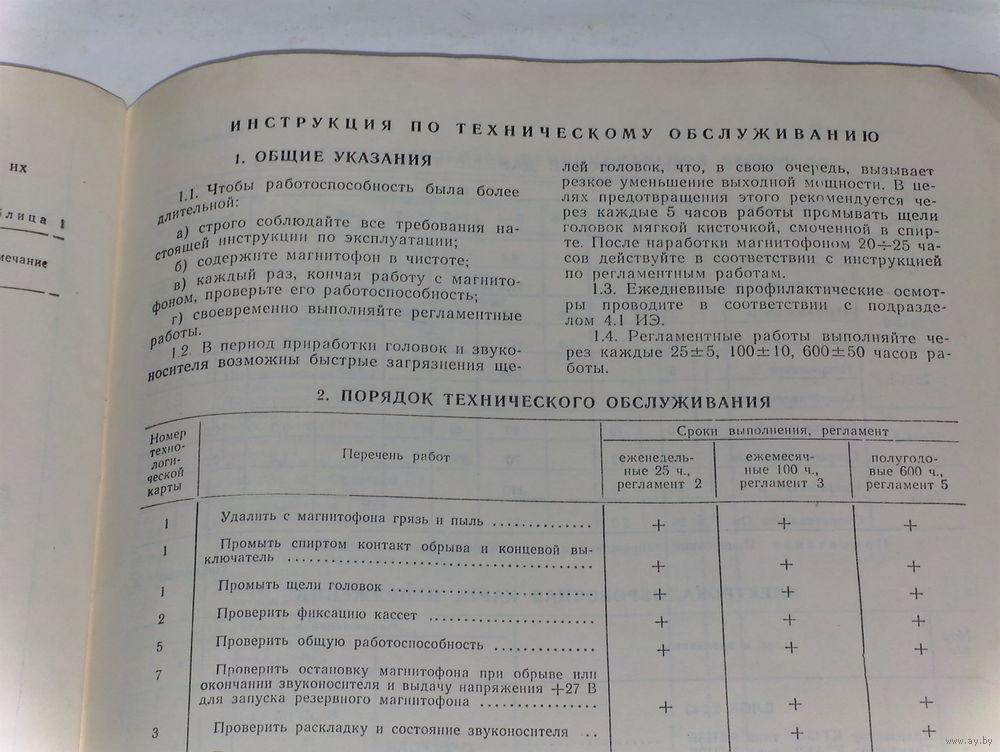 их
блица 1
мечание
ИНСТРУКЦИЯ ПО ТЕХНИЧЕСКОМУ ОБСЛУЖИВАНИЮ
1. ОБЩИЕ УКАЗАНИЯ
1.1. Чтобы работоспособность была более
длительной:
а) строго соблюдайте все требования на-
стоящей инструкции по эксплуатации;
б) содержите магнитофон в чистоте;
в) каждый раз, кончая работу с магнито-
фоном, проверьте его работоспособность;
г) своевременно выполняйте регламентные
работы.
1.2. В период приработки головок и звуко-
носителя возможны быстрые загрязнения ще-
лей головок, что, в свою очередь, вызывает
резкое уменьшение выходной мощности. В це-
лях предотвращения этого рекомендуется че-
рез каждые 5 часов работы промывать щели
головок мягкой кисточкой, смоченной в спир-
те. После наработки магнитофоном 20÷25 ча-
сов действуйте в соответствии с инструкцией
по регламентным работам.
1.3. Ежедневные профилактические осмот-
ры проводите в соответствии с подразде-
лом 4.1 ИЭ.
1.4. Регламентные работы выполняйте че-
рез каждые 25±5, 100±10, 600±50 часов ра-
боты.
2. ПОРЯДОК ТЕХНИЧЕСКОГО ОБСЛУЖИВАНИЯ
Номер
техно-
логи-
ческой
карты
Перечень работ
Сроки выполнения, регламент
еженедель-
ные 25 ч.,
регламент 2
ежемесяч-
ные 100 ч.,
регламент 3
полугодо-
вые 600 ч.,
регламент 5
1 Удалить с магнитофона грязь и пыль ............. + + +
1 Промыть спиртом контакт обрыва и концевой вы-
ключатель ........................................ + + +
1 Промыть щели головок ........................... + + +
2 Проверить фиксацию кассет ..................... + + +
5 Проверить общую работоспособность ............. + + +
7 Проверить остановку магнитофона при обрыве или
окончании звуконосителя и выдачу напряжения +27 В
для запуска резервного магнитофона ............... + + +
3 Проверить раскладку и состояние звуконосителя .. + +
www.ay.by